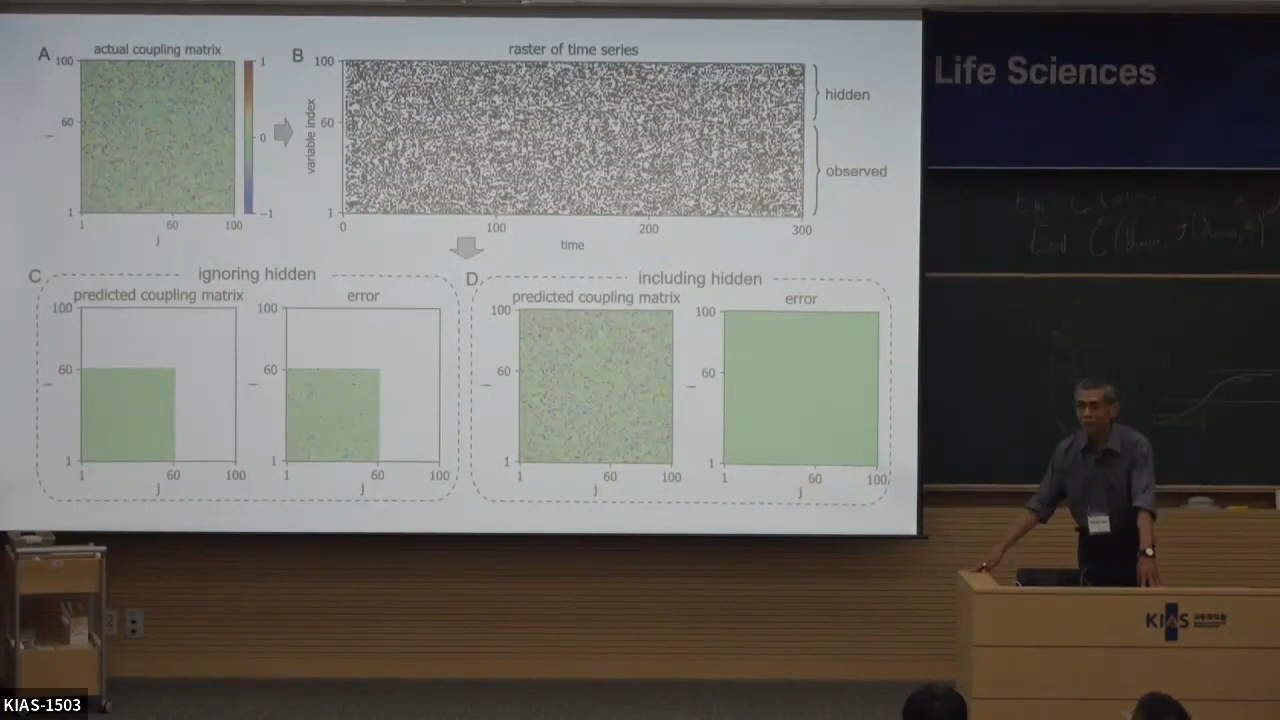 A
actual coupling matrix
100
60
1
i
1
60
100
j
1
0
−1
B
raster of time series
100
60
1
variable index
0
100
200
300
time
hidden
observed
C
ignoring hidden
predicted coupling matrix
100
60
1
i
1
60
100
j
error
100
60
1
i
1
60
100
j
D
including hidden
predicted coupling matrix
100
60
1
i
1
60
100
j
error
100
60
1
i
1
60
100
j
Life Sciences
KIAS
KIAS-1503